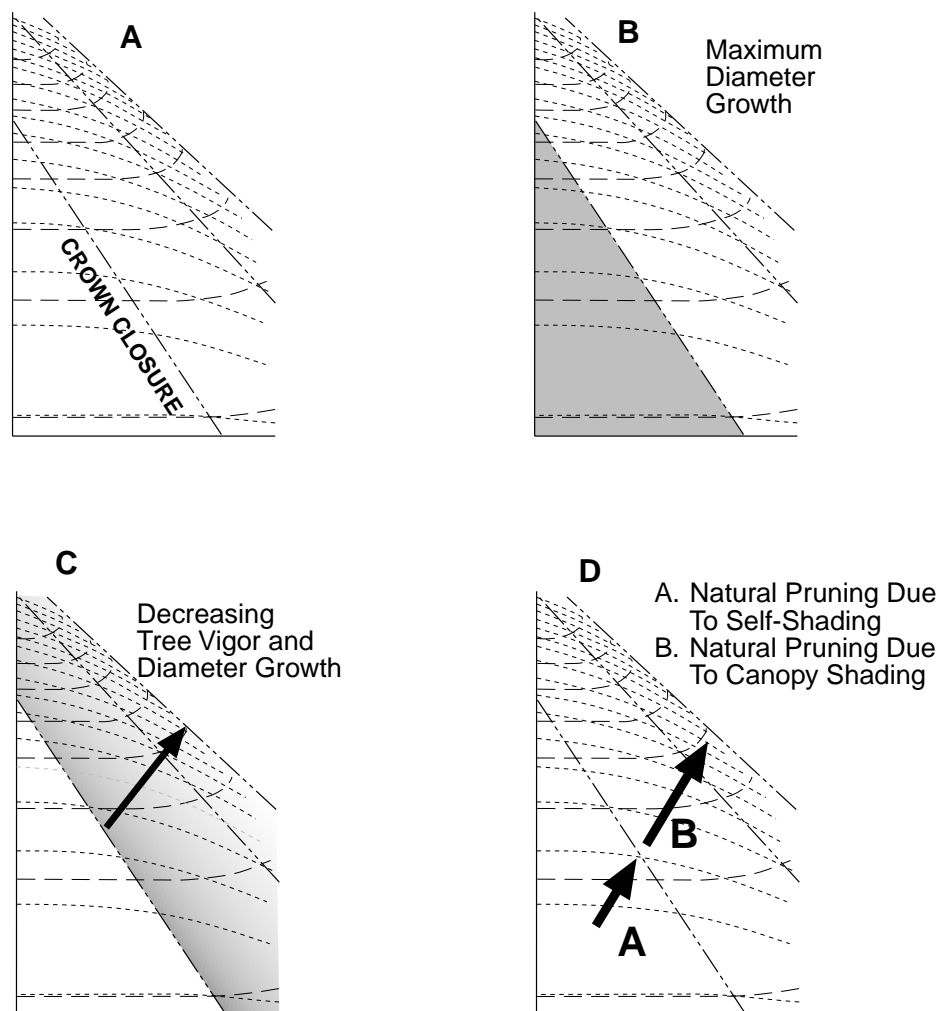 A
CROWN CLOSURE
B
Maximum
Diameter
Growth
C
Decreasing
Tree Vigor and
Diameter Growth
D
A. Natural Pruning Due
To Self-Shading
B. Natural Pruning Due
To Canopy Shading
B
A